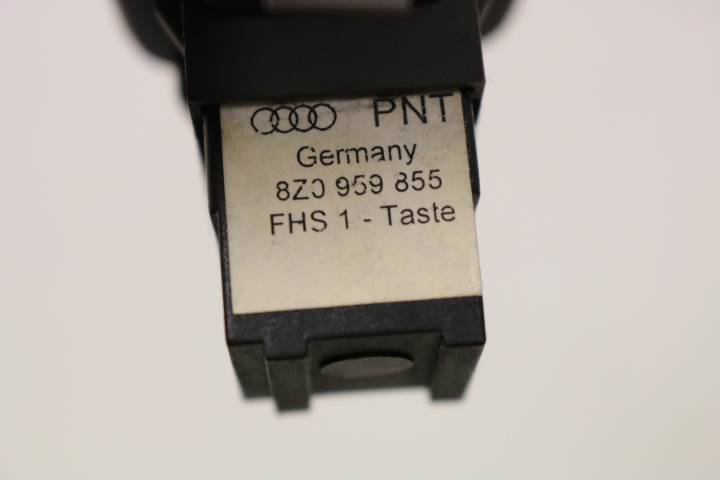 PNT
Germany
8Z0 959 855
FHS 1 - Taste